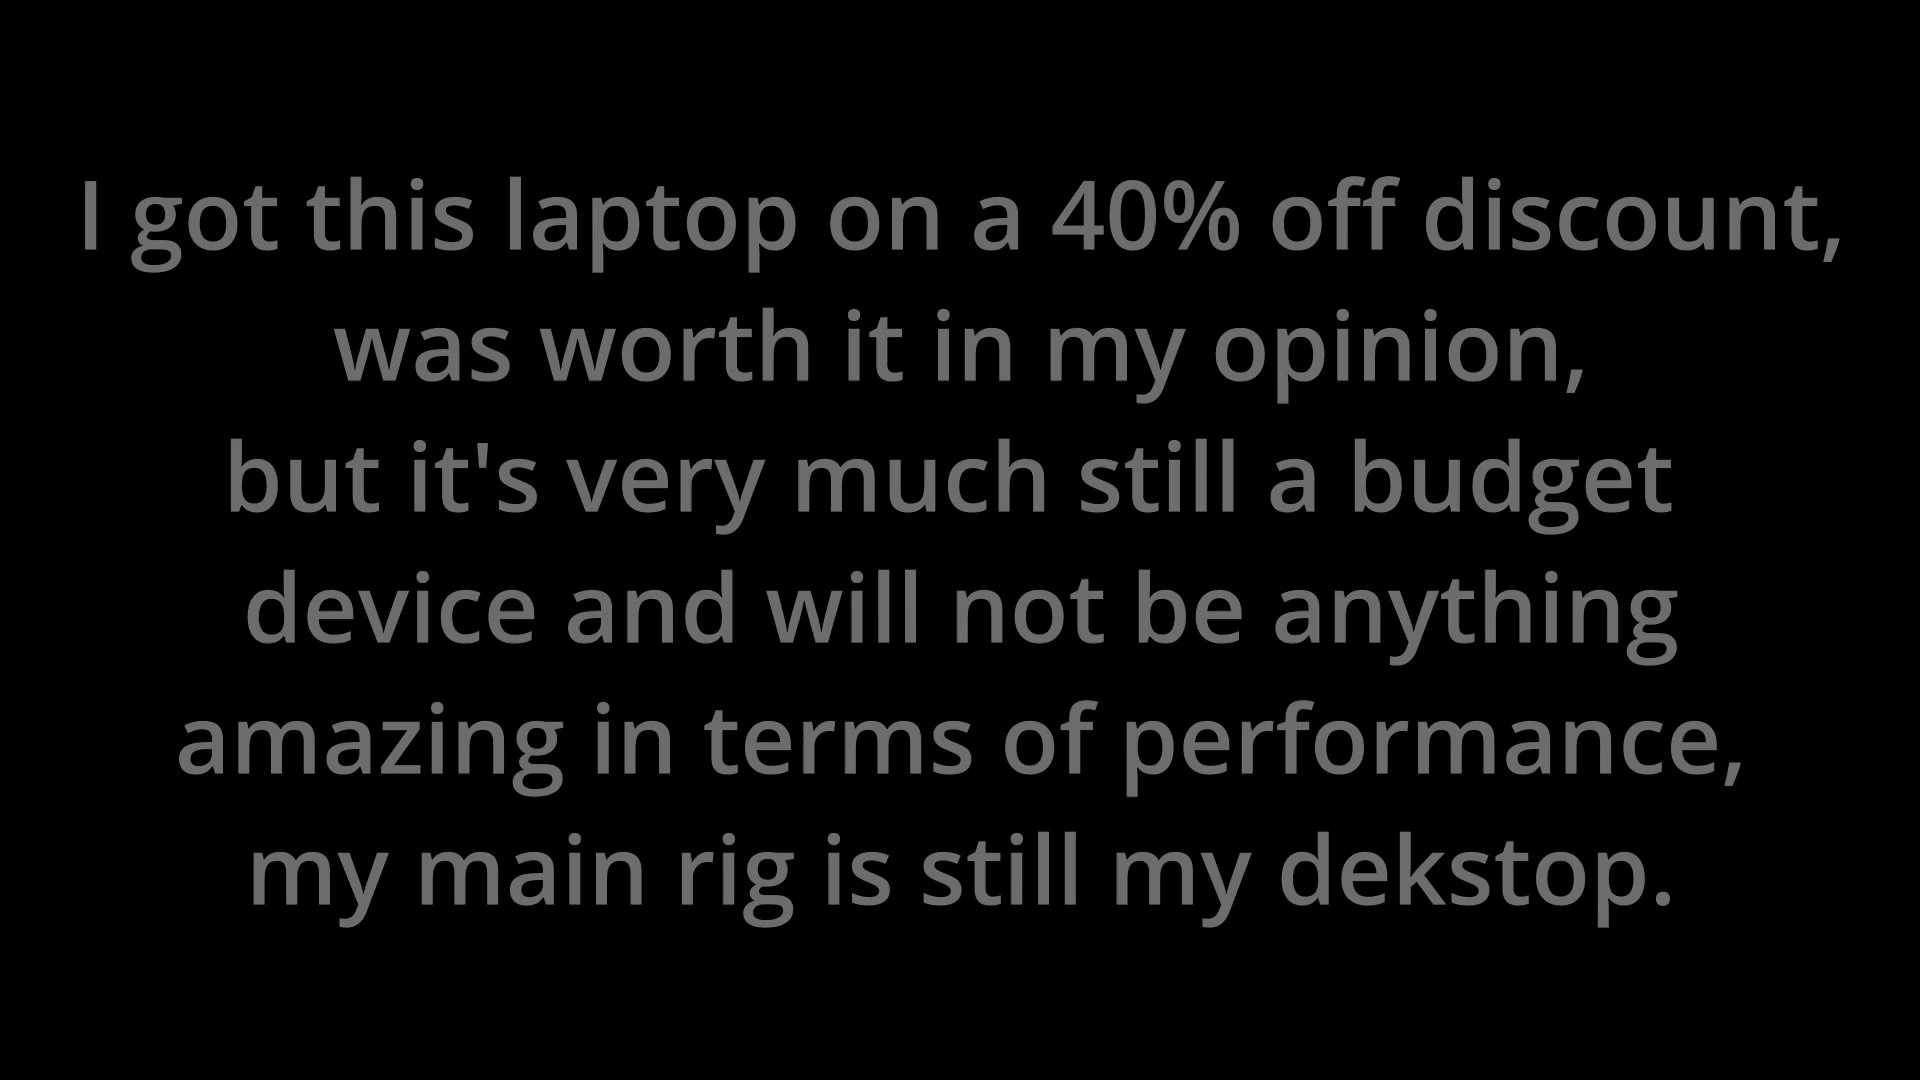 I got this laptop on a 40% off discount,
was worth it in my opinion,
but it's very much still a budget
device and will not be anything
amazing in terms of performance,
my main rig is still my dekstop.